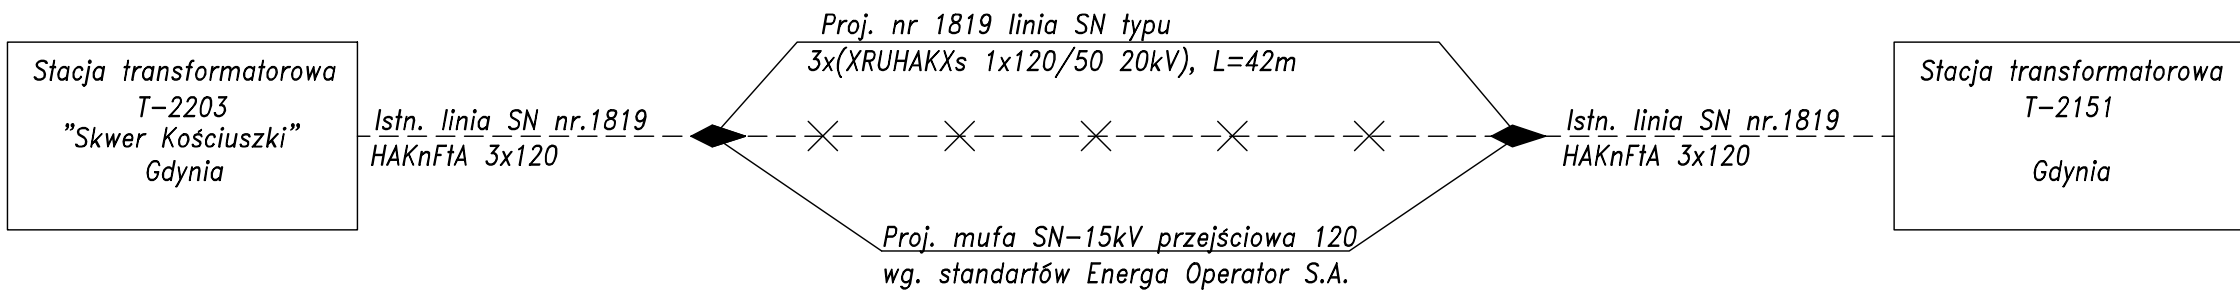 Stacja transformatorowa
T-2203
"Skwer Kościuszki"
Gdynia
Istn. linia SN nr.1819
HAKnFtA 3x120
Proj. nr 1819 linia SN typu
3x(XRUHAKXs 1x120/50 20kV), L=42m
Proj. mufa SN-15kV przejściowa 120
wg. standartów Energa Operator S.A.
Istn. linia SN nr.1819
HAKnFtA 3x120
Stacja transformatorowa
T-2151
Gdynia